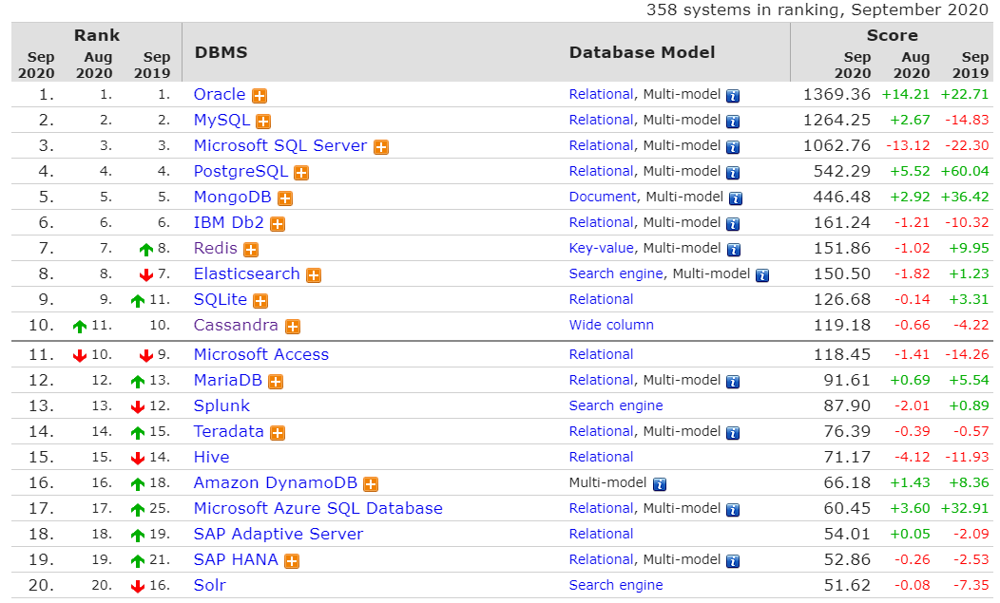 358 systems in ranking, September 2020
Rank DBMS Database Model Score
Sep 2020 Aug 2020 Sep 2019 Sep 2020 Aug 2020 Sep 2019
1. 1. 1. Oracle Relational, Multi-model 1369.36 +14.21 +22.71
2. 2. 2. MySQL Relational, Multi-model 1264.25 +2.67 -14.83
3. 3. 3. Microsoft SQL Server Relational, Multi-model 1062.76 -13.12 -22.30
4. 4. 4. PostgreSQL Relational, Multi-model 542.29 +5.52 +60.04
5. 5. 5. MongoDB Document, Multi-model 446.48 +2.92 +36.42
6. 6. 6. IBM Db2 Relational, Multi-model 161.24 -1.21 -10.32
7. 7. 8. Redis Key-value, Multi-model 151.86 -1.02 +9.95
8. 8. 7. Elasticsearch Search engine, Multi-model 150.50 -1.82 +1.23
9. 9. 11. SQLite Relational 126.68 -0.14 +3.31
10. 11. 10. Cassandra Wide column 119.18 -0.66 -4.22
11. 10. 9. Microsoft Access Relational 118.45 -1.41 -14.26
12. 12. 13. MariaDB Relational, Multi-model 91.61 +0.69 +5.54
13. 13. 12. Splunk Search engine 87.90 -2.01 +0.89
14. 14. 15. Teradata Relational, Multi-model 76.39 -0.39 -0.57
15. 15. 14. Hive Relational 71.17 -4.12 -11.93
16. 16. 18. Amazon DynamoDB Multi-model 66.18 +1.43 +8.36
17. 17. 25. Microsoft Azure SQL Database Relational, Multi-model 60.45 +3.60 +32.91
18. 18. 19. SAP Adaptive Server Relational 54.01 +0.05 -2.09
19. 19. 21. SAP HANA Relational, Multi-model 52.86 -0.26 -2.53
20. 20. 16. Solr Search engine 51.62 -0.08 -7.35